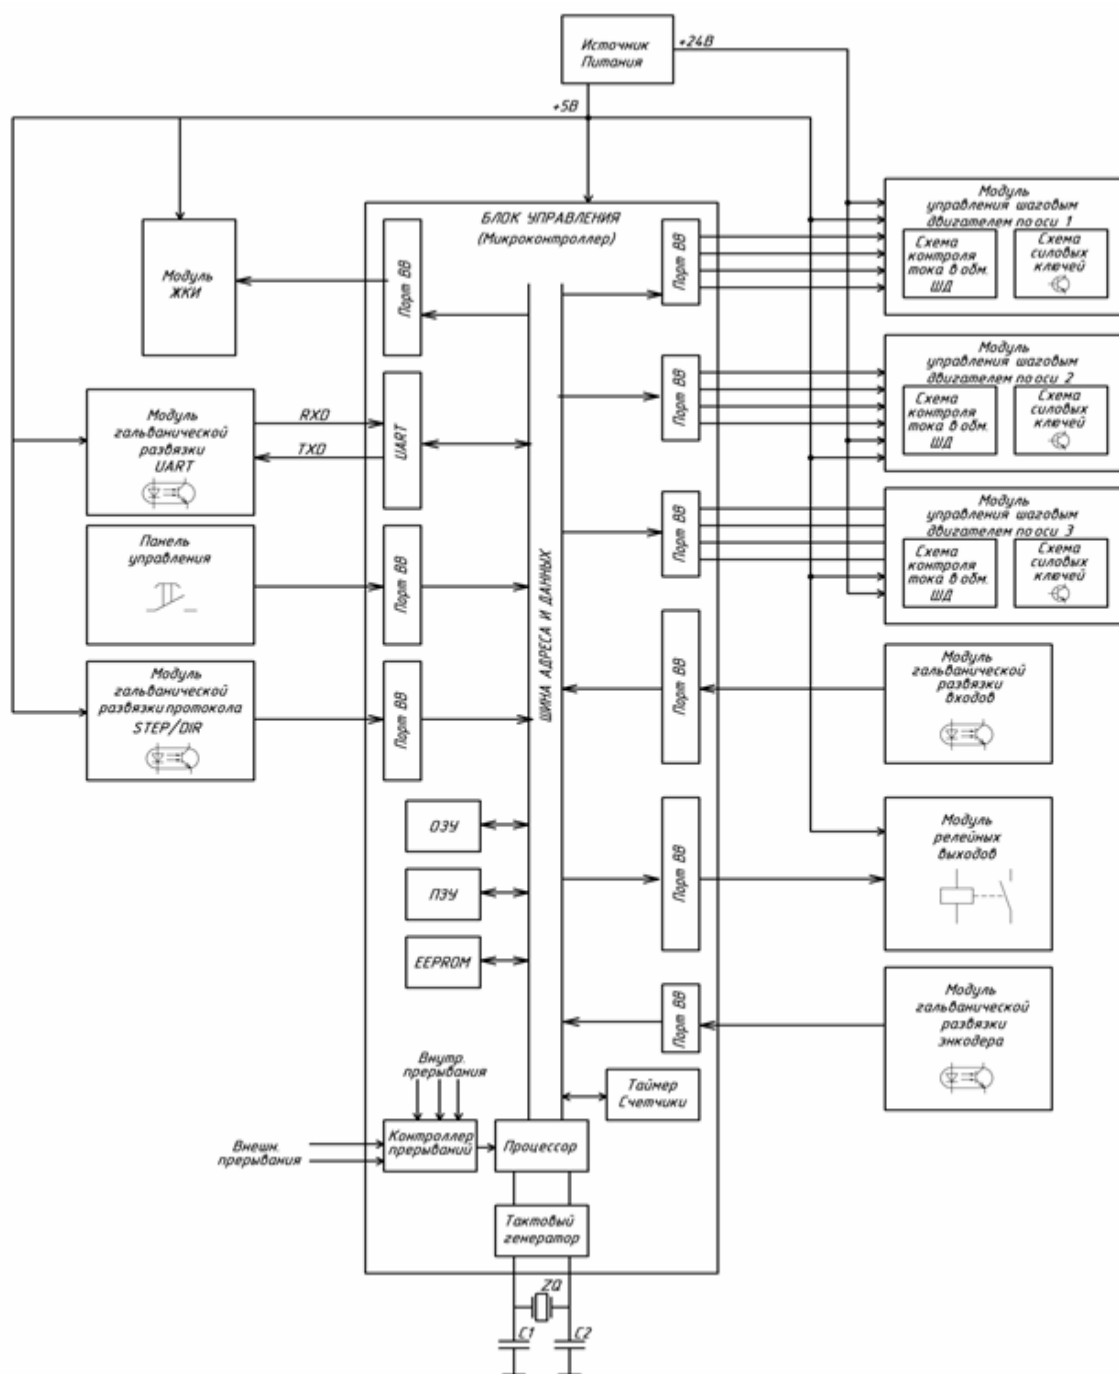 Источник
Питания
+24В
+5В
БЛОК УПРАВЛЕНИЯ
(Микроконтроллер)
Модуль
ЖКИ
Порт ВВ
Модуль
гальванической
развязки
UART
RXD
TXD
UART
Панель
управления
Порт ВВ
Модуль
гальванической
развязки протокола
STEP/DIR
Порт ВВ
ОЗУ
ПЗУ
EEPROM
Внутр.
прерывания
Внешн.
прерывания
Контроллер
прерываний
Процессор
Тактовый
генератор
ZQ
C1
C2
ШИНА АДРЕСА И ДАННЫХ
Порт ВВ
Порт ВВ
Порт ВВ
Порт ВВ
Порт ВВ
Порт ВВ
Таймер
Счетчики
Модуль
управления шаговым
двигателем по оси 1
Схема
контроля
тока в обм.
ШД
Схема
силовых
ключей
Модуль
управления шаговым
двигателем по оси 2
Схема
контроля
тока в обм.
ШД
Схема
силовых
ключей
Модуль
управления шаговым
двигателем по оси 3
Схема
контроля
тока в обм.
ШД
Схема
силовых
ключей
Модуль
гальванической
развязки
входов
Модуль
релейных
выходов
Модуль
гальванической
развязки
энкодера